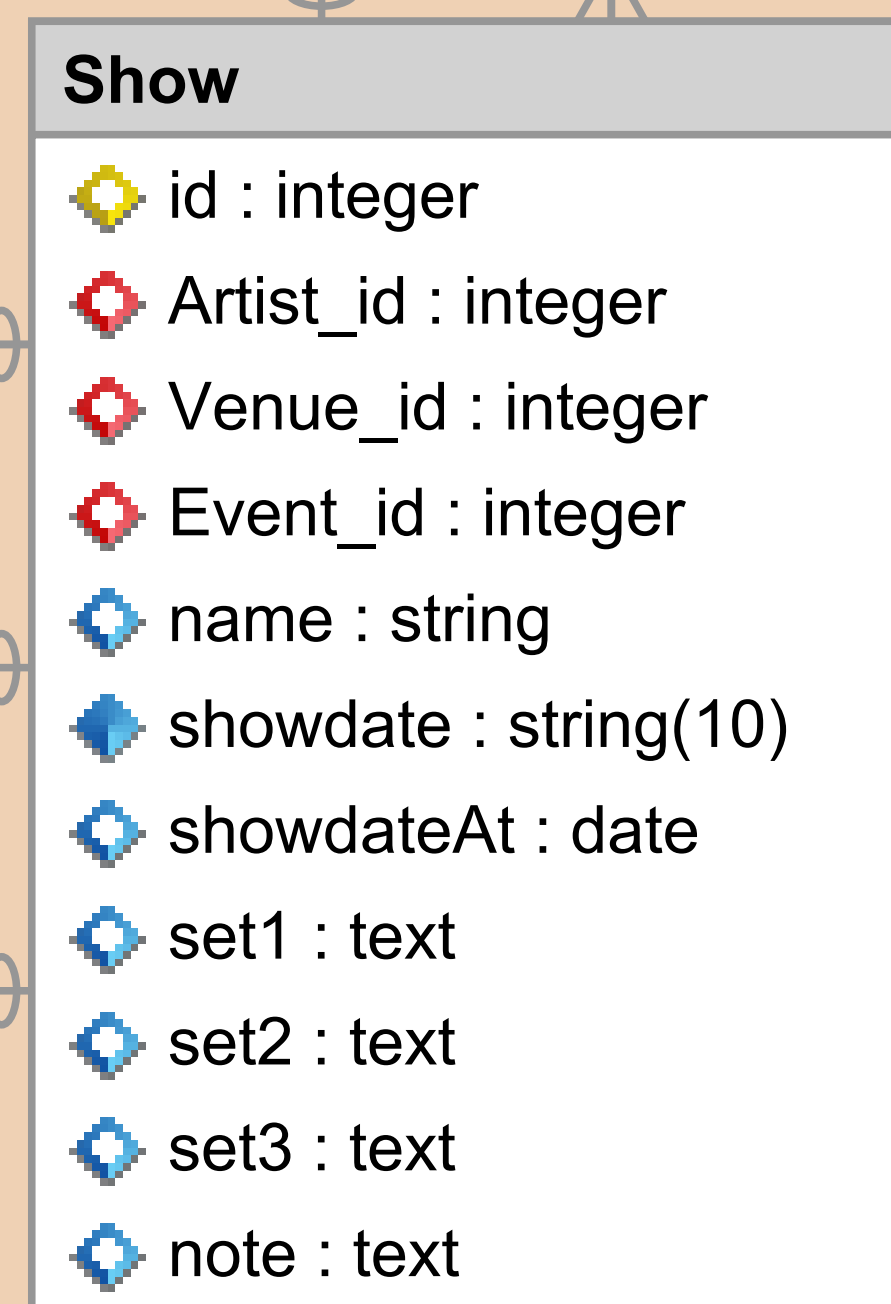 Show
id : integer
Artist_id : integer
Venue_id : integer
Event_id : integer
name : string
showdate : string(10)
showdateAt : date
set1 : text
set2 : text
set3 : text
note : text